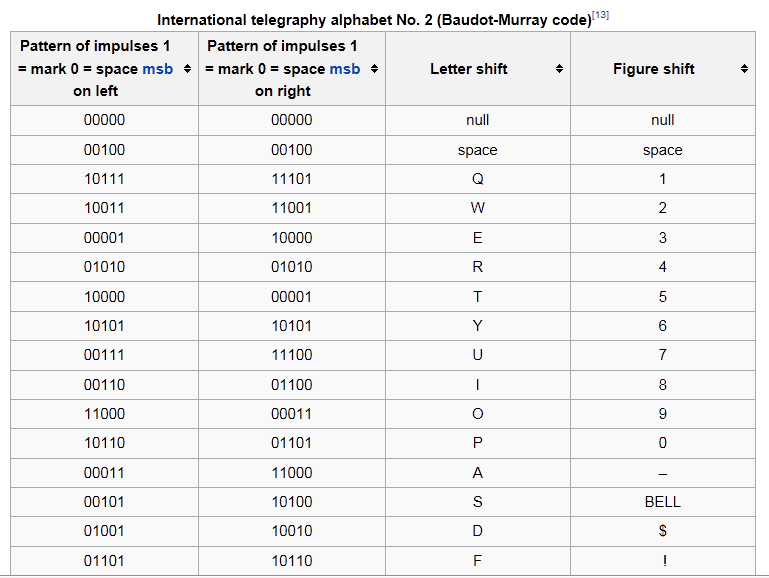 International telegraphy alphabet No. 2 (Baudot-Murray code)[13]
Pattern of impulses 1 = mark 0 = space msb on left Pattern of impulses 1 = mark 0 = space msb on right Letter shift Figure shift
00000 00000 null null
00100 00100 space space
10111 11101 Q 1
10011 11001 W 2
00001 10000 E 3
01010 01010 R 4
10000 00001 T 5
10101 10101 Y 6
00111 11100 U 7
00110 01100 I 8
11000 00011 O 9
10110 01101 P 0
00011 11000 A –
00101 10100 S BELL
01001 10010 D $
01101 10110 F !